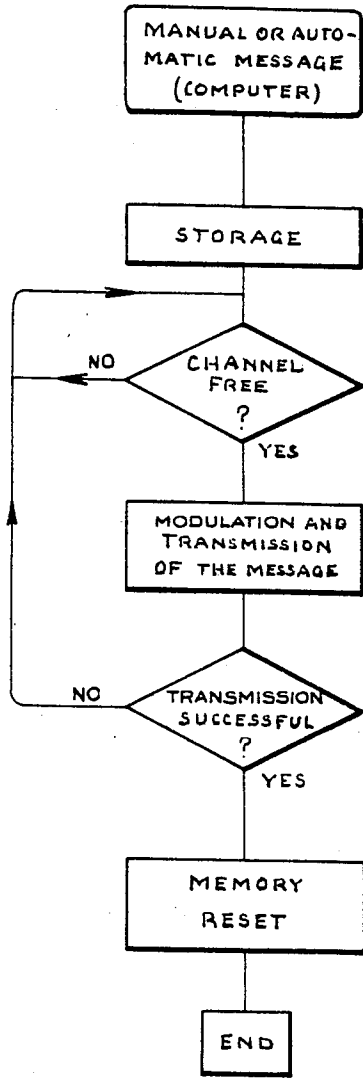 MANUAL OR AUTO-
MATIC MESSAGE
(COMPUTER)
STORAGE
NO
CHANNEL
FREE
?
YES
MODULATION AND
TRANSMISSION
OF THE MESSAGE
NO
TRANSMISSION
SUCCESSFUL
?
YES
MEMORY
RESET
END